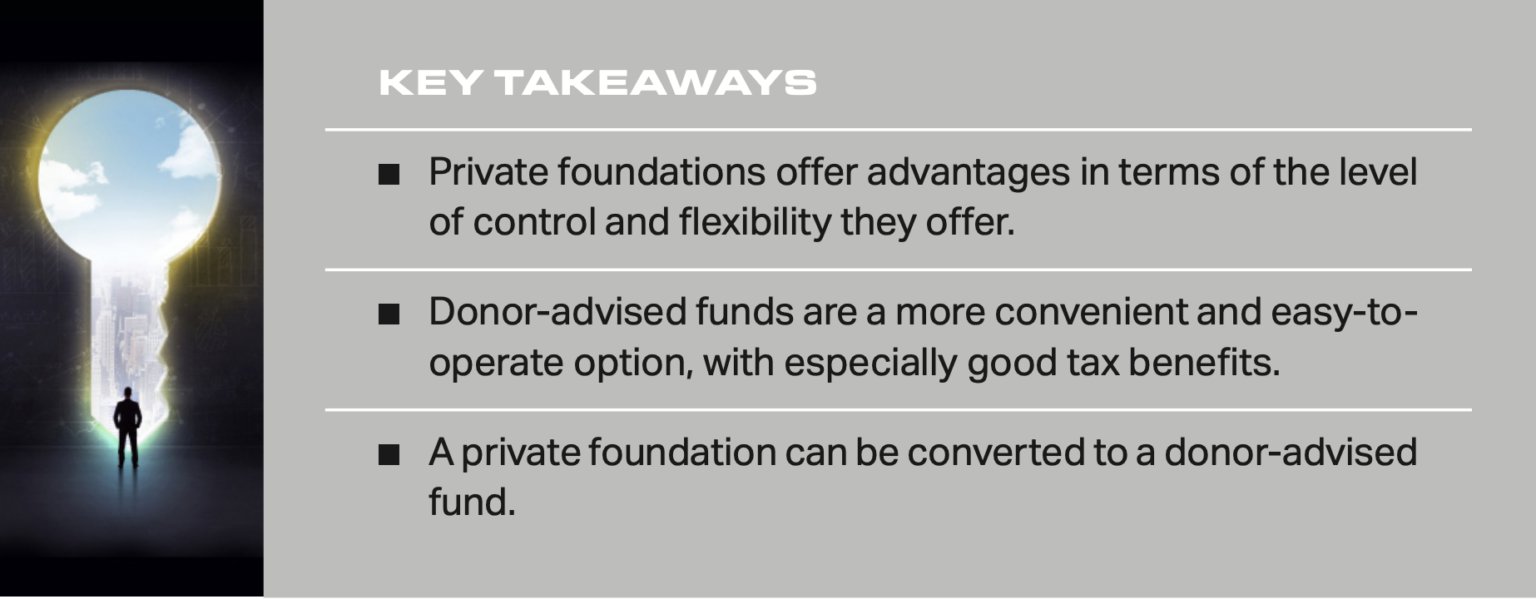 KEY TAKEAWAYS
■ Private foundations offer advantages in terms of the level
of control and flexibility they offer.
■ Donor-advised funds are a more convenient and easy-to-
operate option, with especially good tax benefits.
■ A private foundation can be converted to a donor-advised
fund.